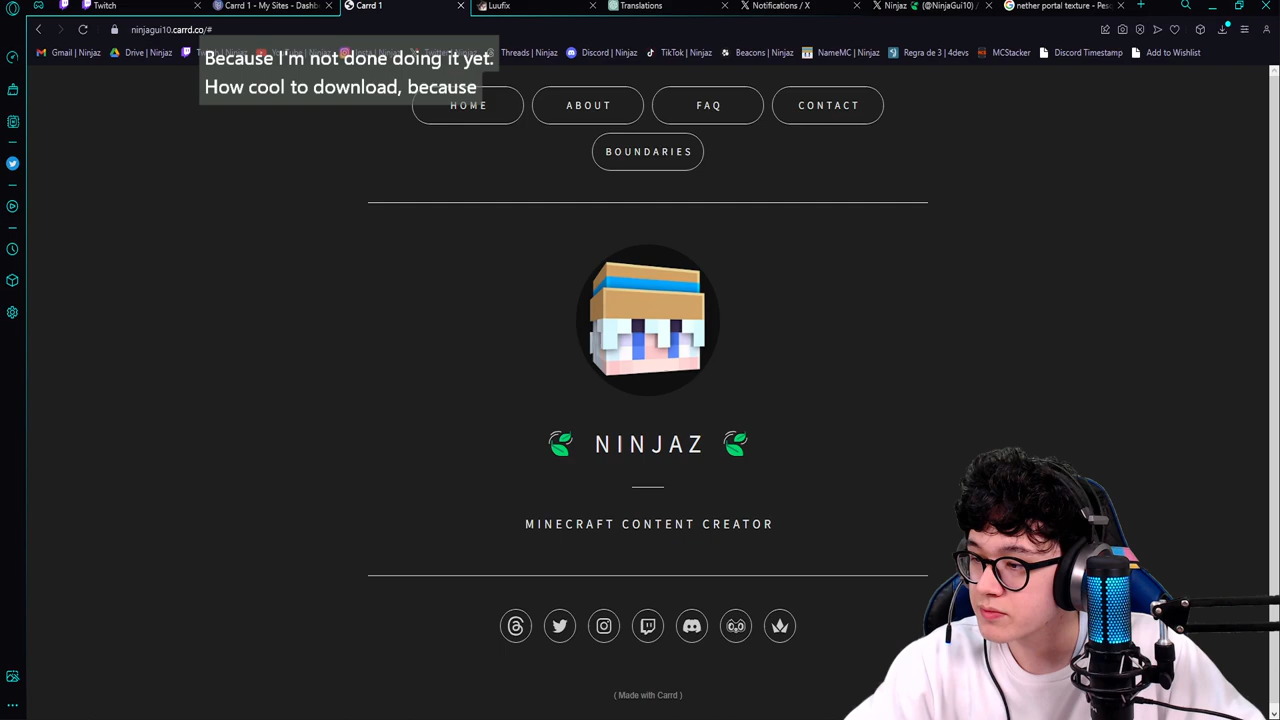 Twitch
Carrd 1 - My Sites - Dashb
Carrd 1
Luufix
Translations
Notifications / X
Ninjaz (@NinjaGui10) /
nether porta‌l texture - Pes
ninjagui10.carrd.co/#
Gmail | Ninjaz
Drive | Ninjaz
Threads | Ninjaz
Discord | Ninjaz
TikTok | Ninjaz
Beacons | Ninjaz
NameMC | Ninjaz
Regra de 3 | 4devs
MCStacker
Discord Timestamp
Add to Wishlist
Because I'm not done doing it yet.
How cool to download, because
HOME
ABOUT
FAQ
CONTACT
BOUNDARIES
NINJAZ
MINECRAFT CONTENT CREATOR
( Made with Carrd )